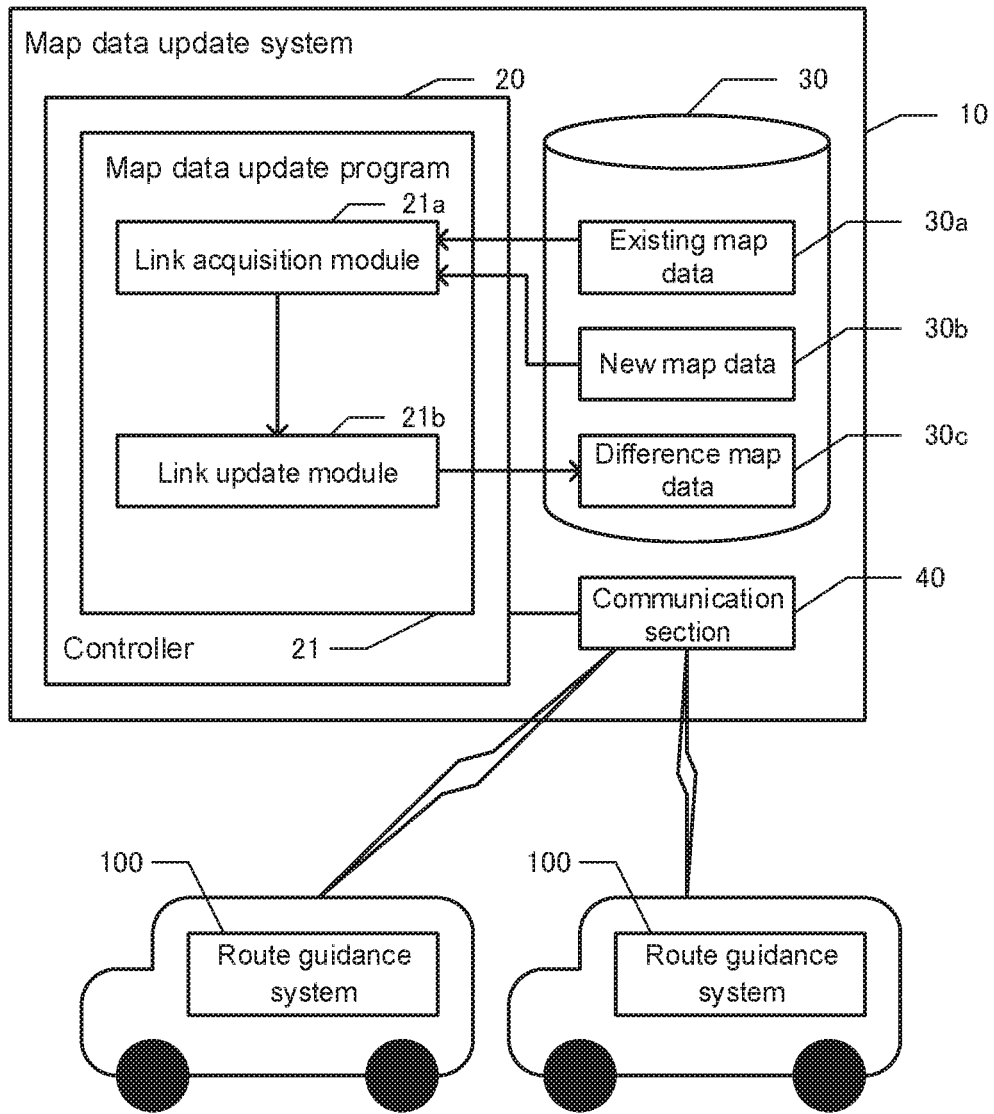 Map data update system
20
30
10
Map data update program
21a
Link acquisition module
Existing map
data
30a
New map data
30b
21b
Link update module
Difference map
data
30c
Communication
section
40
Controller
21
100
Route guidance
system
100
Route guidance
system